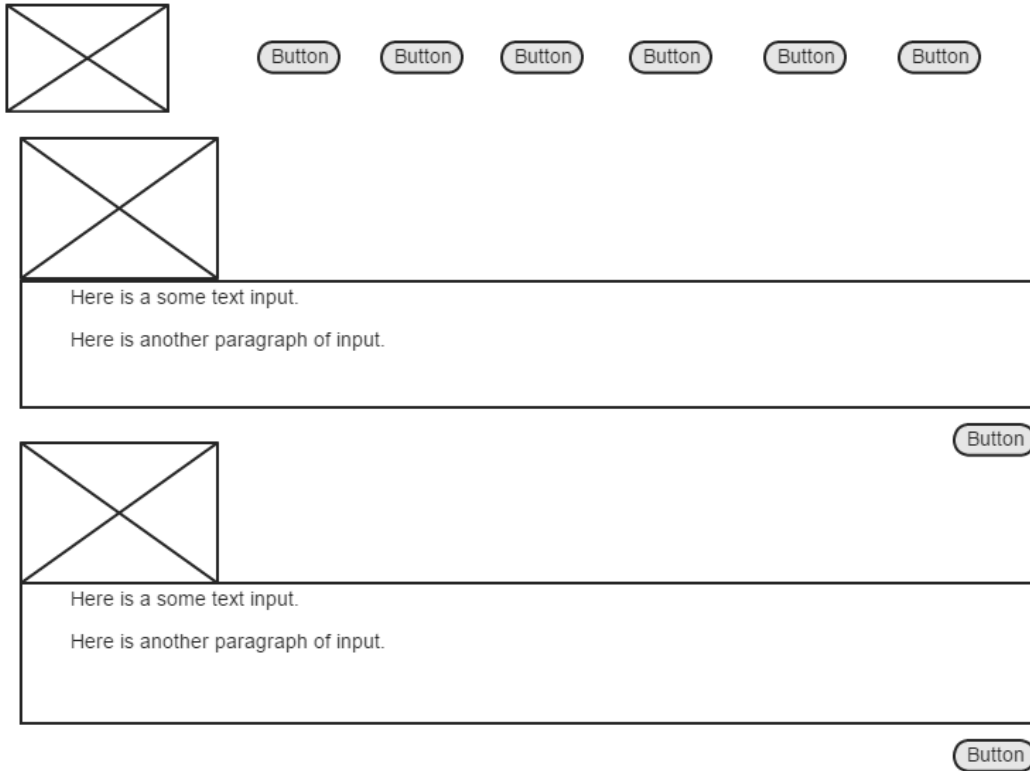 Button Button Button Button Button Button
Here is a some text input.
Here is another paragraph of input.
Button
Here is a some text input.
Here is another paragraph of input.
Button